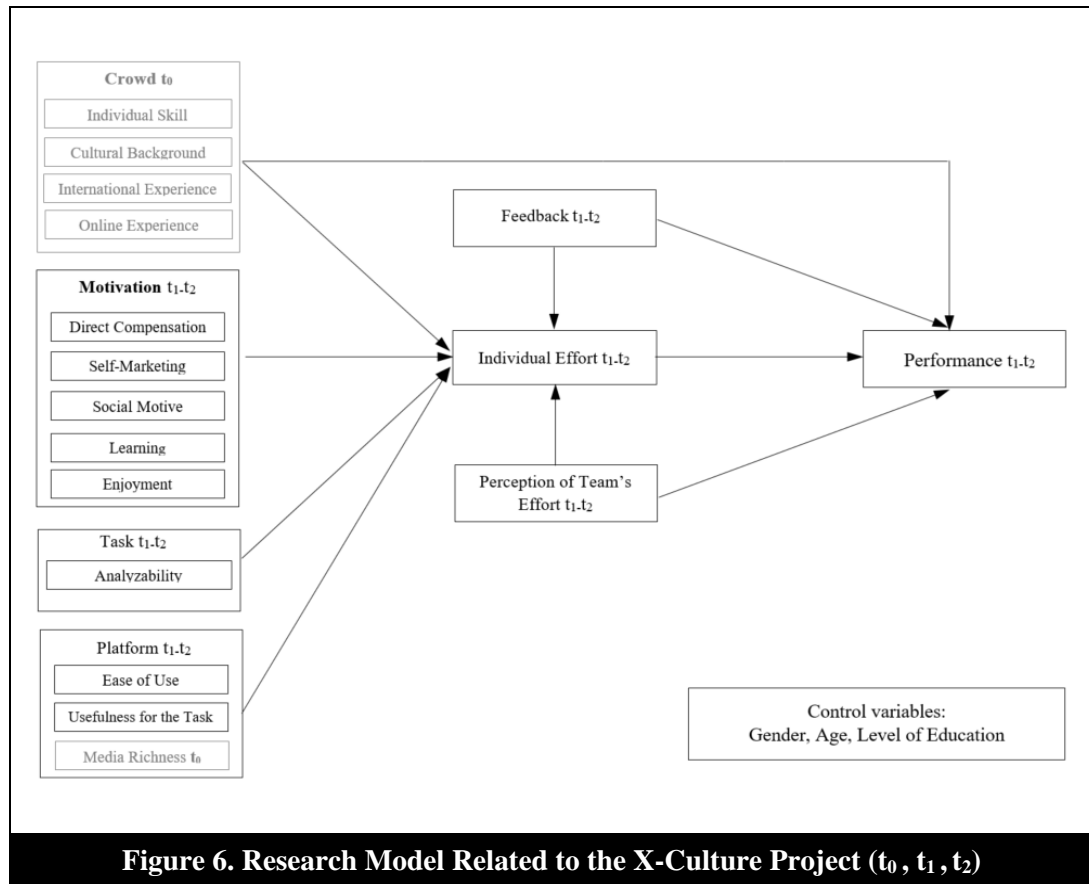 Crowd t₀
Individual Skill
Cultural Background
International Experience
Online Experience
Motivation t₁-t₂
Direct Compensation
Self-Marketing
Social Motive
Learning
Enjoyment
Task t₁-t₂
Analyzability
Platform t₁-t₂
Ease of Use
Usefulness for the Task
Media Richness t₀
Feedback t₁-t₂
Individual Effort t₁-t₂
Perception of Team's
Effort t₁-t₂
Performance t₁-t₂
Control variables:
Gender, Age, Level of Education
Figure 6. Research Model Related to the X-Culture Project (t₀, t₁, t₂)